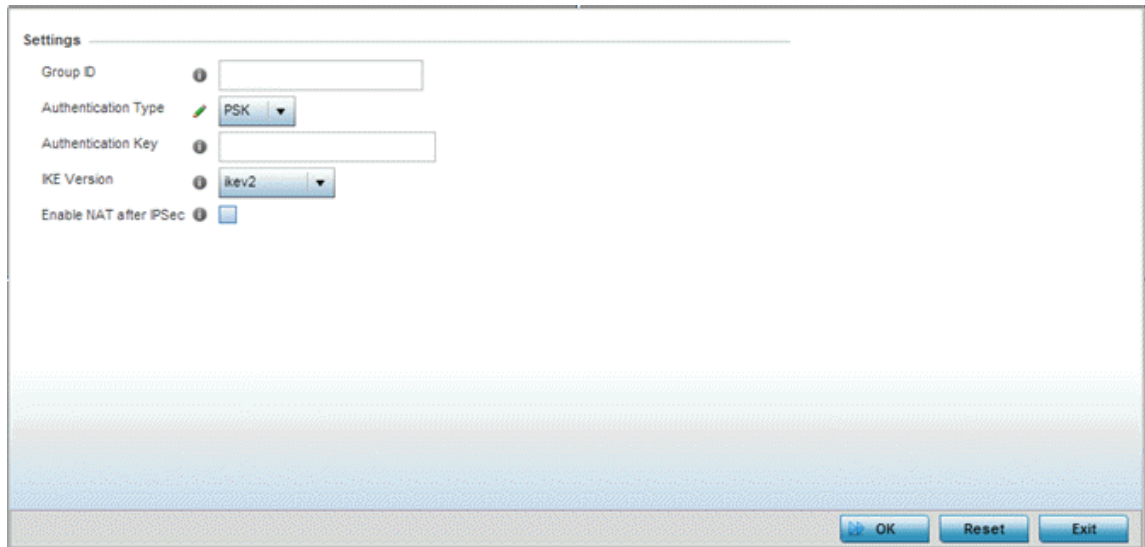 Settings
Group ID
Authentication Type PSK
Authentication Key
IKE Version ikev2
Enable NAT after IPSec
OK Reset Exit